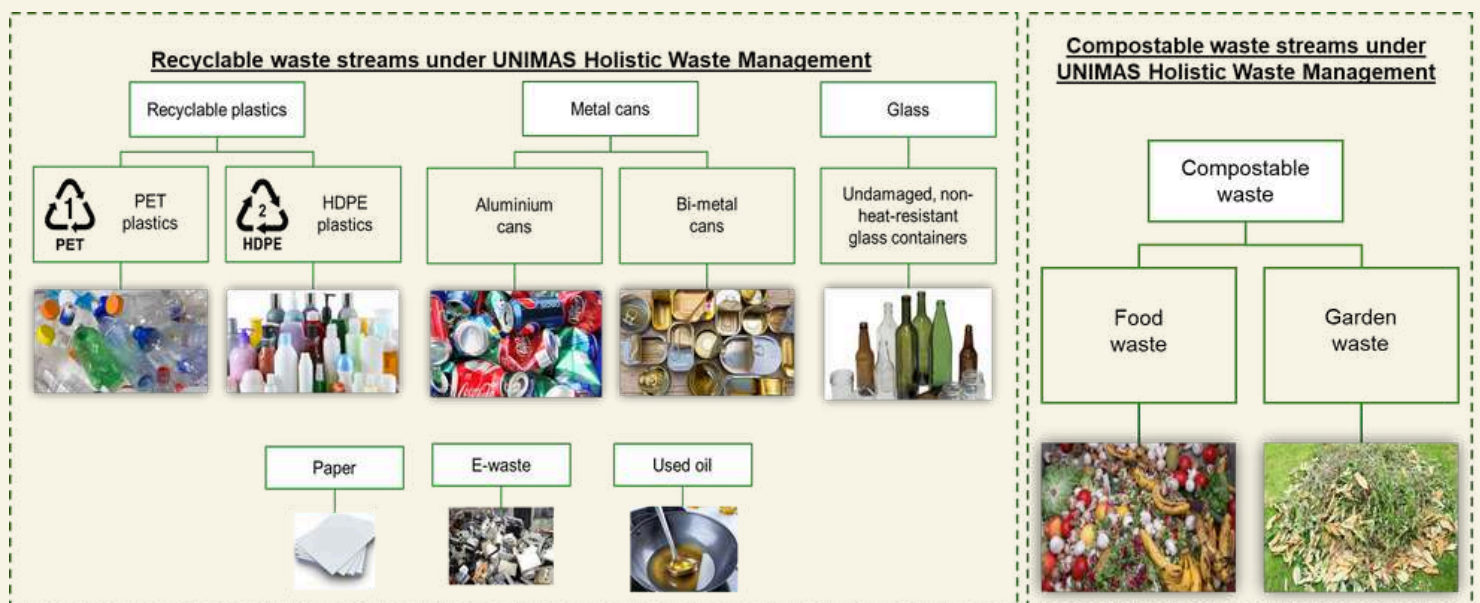 Recyclable waste streams under UNIMAS Holistic Waste Management
Recyclable plastics
Metal cans
Glass
1
PET
PET
plastics
2
HDPE
HDPE
plastics
Aluminium
cans
Bi-metal
cans
Undamaged, non-
heat-resistant
glass containers
Paper
E-waste
Used oil
Compostable waste streams under
UNIMAS Holistic Waste Management
Compostable
waste
Food
waste
Garden
waste